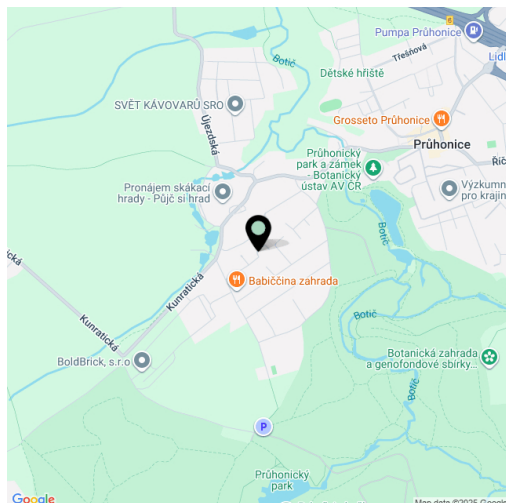 Pumpa Průhonice
Třešňová
Lidl
Botič
Dětské hřiště
SVĚT KÁVOVARŮ SRO
Újezdská
Grosseto Průhonice
Průhonice
Průhonický
park a zámek
- Botanický
ústav AV ČR
Říč
Výzkumn
pro krajin
Pronájem skákací
hrady - Půjč si hrad
Botič
Kunratická
Babiččina zahrada
Kunratická
Botič
BoldBrick, s.r.o
Botanická zahrada
a genofondové sbírky...
Botič
P
Průhonický
park
Google
Map data ©2025 Google